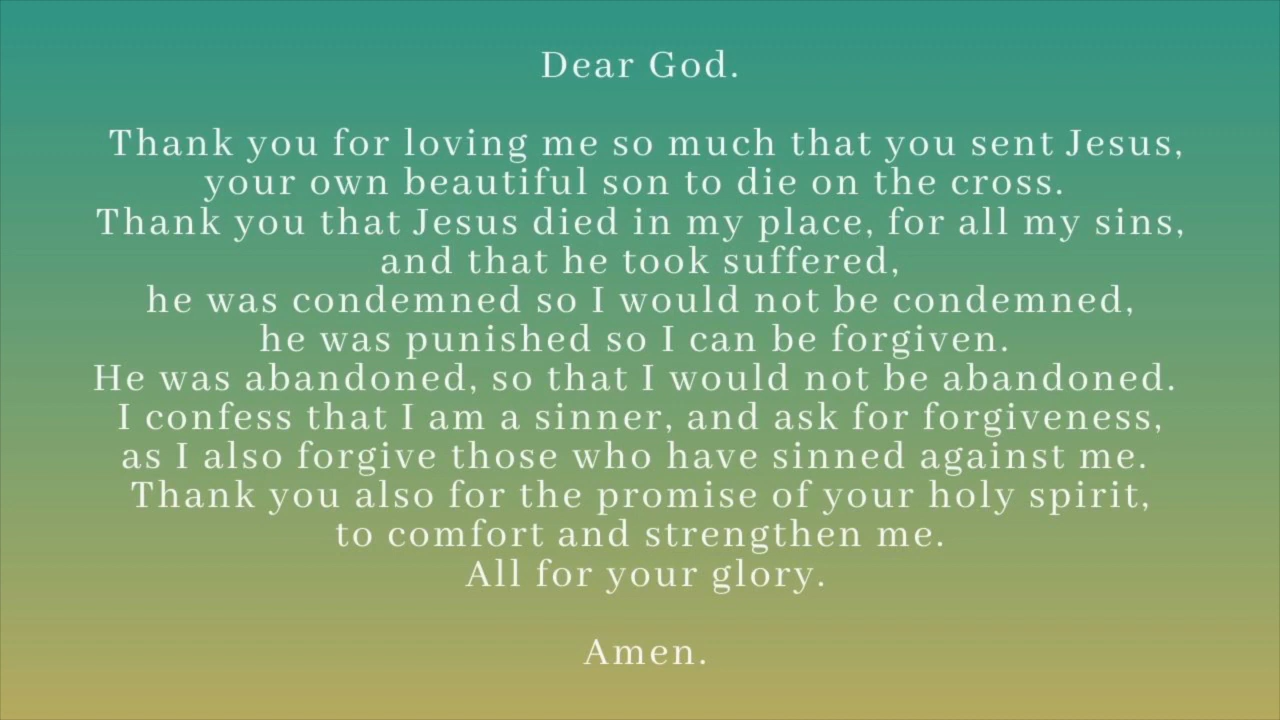 Dear God.
Thank you for loving me so much that you sent Jesus,
your own beautiful son to die on the cross.
Thank you that Jesus died in my place, for all my sins,
and that he took suffered,
he was condemned so I would not be condemned,
he was punished so I can be forgiven.
He was abandoned, so that I would not be abandoned.
I confess that I am a sinner, and ask for forgiveness,
as I also forgive those who have sinned against me.
Thank you also for the promise of your holy spirit,
to comfort and strengthen me.
All for your glory.
Amen.